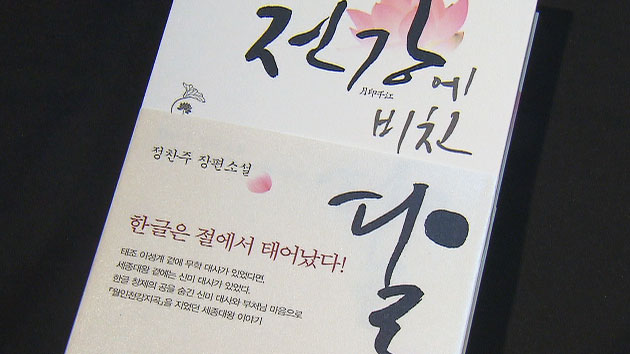 천강에
月印千江
비친
달
정찬주 장편소설
한글은 절에서 태어났다!
태조 이성계 곁에 무학 대사가 있었다면,
세종대왕 곁에는 신미 대사가 있었다.
한글 창제의 공을 숨긴 신미 대사와 부처님 마음으로
『월인천강지곡』을 지었던 세종대왕 이야기